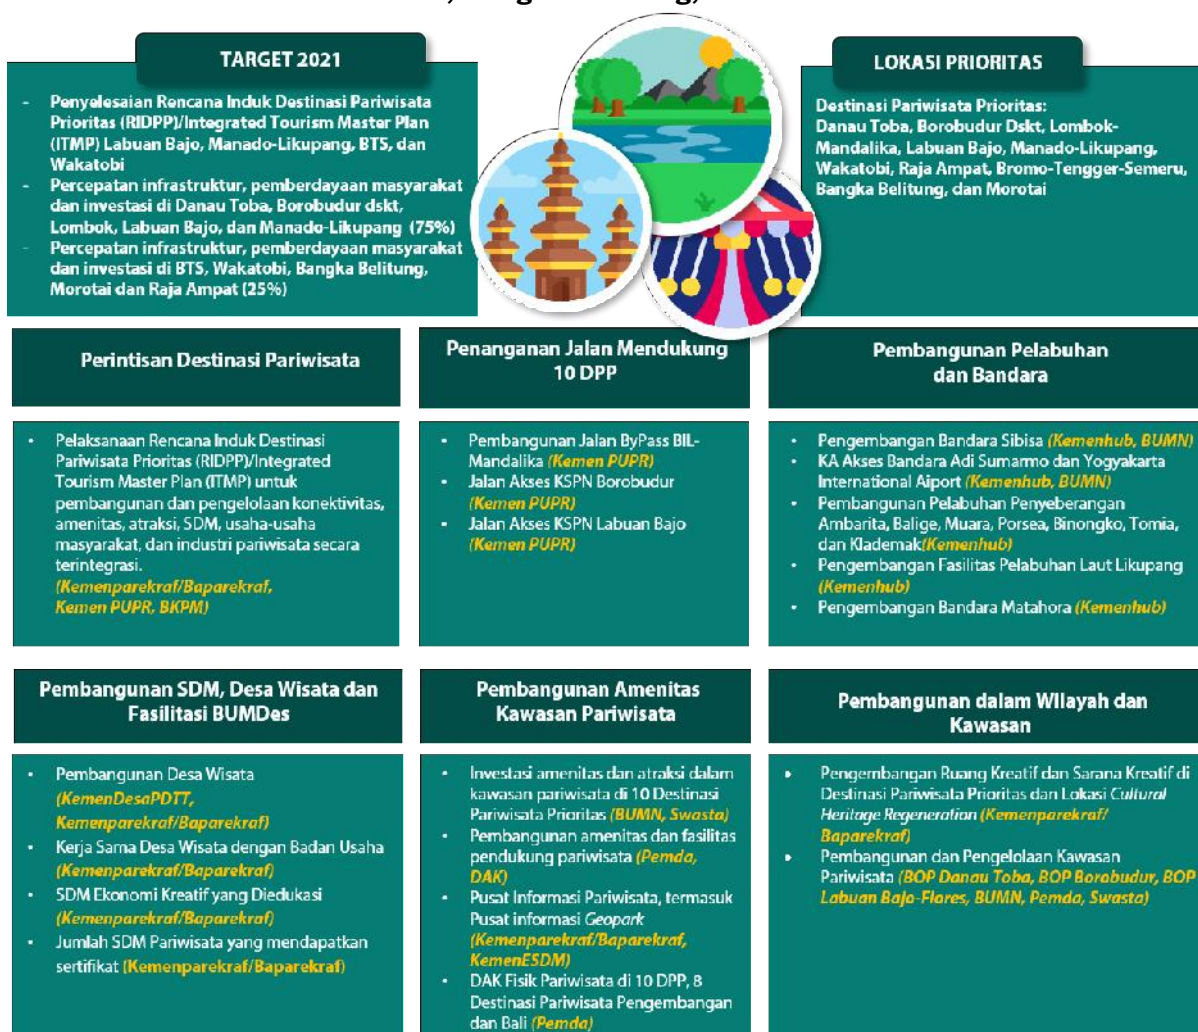 TARGET 2021
- Penyelesaian Rencana Induk Destinasi Pariwisata
Prioritas (RIDPP)/Integrated Tourism Master Plan
(ITMP) Labuan Bajo, Manado-Likupang, BTS, dan
Wakatobi
- Percepatan infrastruktur, pemberdayaan masyarakat
dan investasi di Danau Toba, Borobudur dskt,
Lombok, Labuan Bajo, dan Manado-Likupang (75%)
- Percepatan infrastruktur, pemberdayaan masyarakat
dan investasi di BTS, Wakatobi, Bangka Belitung,
Morotai dan Raja Ampat (25%)
LOKASI PRIORITAS
Destinasi Pariwisata Prioritas:
Danau Toba, Borobudur Dskt, Lombok-
Mandalika, Labuan Bajo, Manado-Likupang,
Wakatobi, Raja Ampat, Bromo-Tengger-Semeru,
Bangka Belitung, dan Morotai
Perintisan Destinasi Pariwisata
• Pelaksanaan Rencana Induk Destinasi
Pariwisata Prioritas (RIDPP)/Integrated
Tourism Master Plan (ITMP) untuk
pembangunan dan pengelolaan konektivitas,
amenitas, atraksi, SDM, usaha-usaha
masyarakat, dan industri pariwisata secara
terintegrasi.
(Kemenparekraf/Baparekraf,
Kemen PUPR, BKPM)
Penanganan Jalan Mendukung
10 DPP
• Pembangunan Jalan ByPass BIL-
Mandalika (Kemen PUPR)
• Jalan Akses KSPN Borobudur
(Kemen PUPR)
• Jalan Akses KSPN Labuan Bajo
(Kemen PUPR)
Pembangunan Pelabuhan
dan Bandara
• Pengembangan Bandara Sibisa (Kemenhub, BUMN)
• KA Akses Bandara Adi Sumarmo dan Yogyakarta
International Aiport (Kemenhub, BUMN)
• Pembangunan Pelabuhan Penyeberangan
Ambarita, Balige, Muara, Porsea, Binongko, Tomia,
dan Klademak(Kemenhub)
• Pengembangan Fasilitas Pelabuhan Laut Likupang
(Kemenhub)
• Pengembangan Bandara Matahora (Kemenhub)
Pembangunan SDM, Desa Wisata dan
Fasilitasi BUMDes
• Pembangunan Desa Wisata
(KemenDesaPDTT,
Kemenparekraf/Baparekraf)
• Kerja Sama Desa Wisata dengan Badan Usaha
(Kemenparekraf/Baparekraf)
• SDM Ekonomi Kreatif yang Diedukasi
(Kemenparekraf/Baparekraf)
• Jumlah SDM Pariwisata yang mendapatkan
sertifikat (Kemenparekraf/Baparekraf)
Pembangunan Amenitas
Kawasan Pariwisata
• Investasi amenitas dan atraksi dalam
kawasan pariwisata di 10 Destinasi
Pariwisata Prioritas (BUMN, Swasta)
• Pembangunan amenitas dan fasilitas
pendukung pariwisata (Pemda,
DAK)
• Pusat Informasi Pariwisata, termasuk
Pusat informasi Geopark
(Kemenparekraf/Baparekraf,
KemenESDM)
• DAK Fisik Pariwisata di 10 DPP, 8
Destinasi Pariwisata Pengembangan
dan Bali (Pemda)
Pembangunan dalam WIlayah dan
Kawasan
• Pengembangan Ruang Kreatif dan Sarana Kreatif di
Destinasi Pariwisata Prioritas dan Lokasi Cultural
Heritage Regeneration (Kemenparekraf/
Baparekraf)
• Pembangunan dan Pengelolaan Kawasan
Pariwisata (BOP Danau Toba, BOP Borobudur, BOP
Labuan Bajo-Flores, BUMN, Pemda, Swasta)